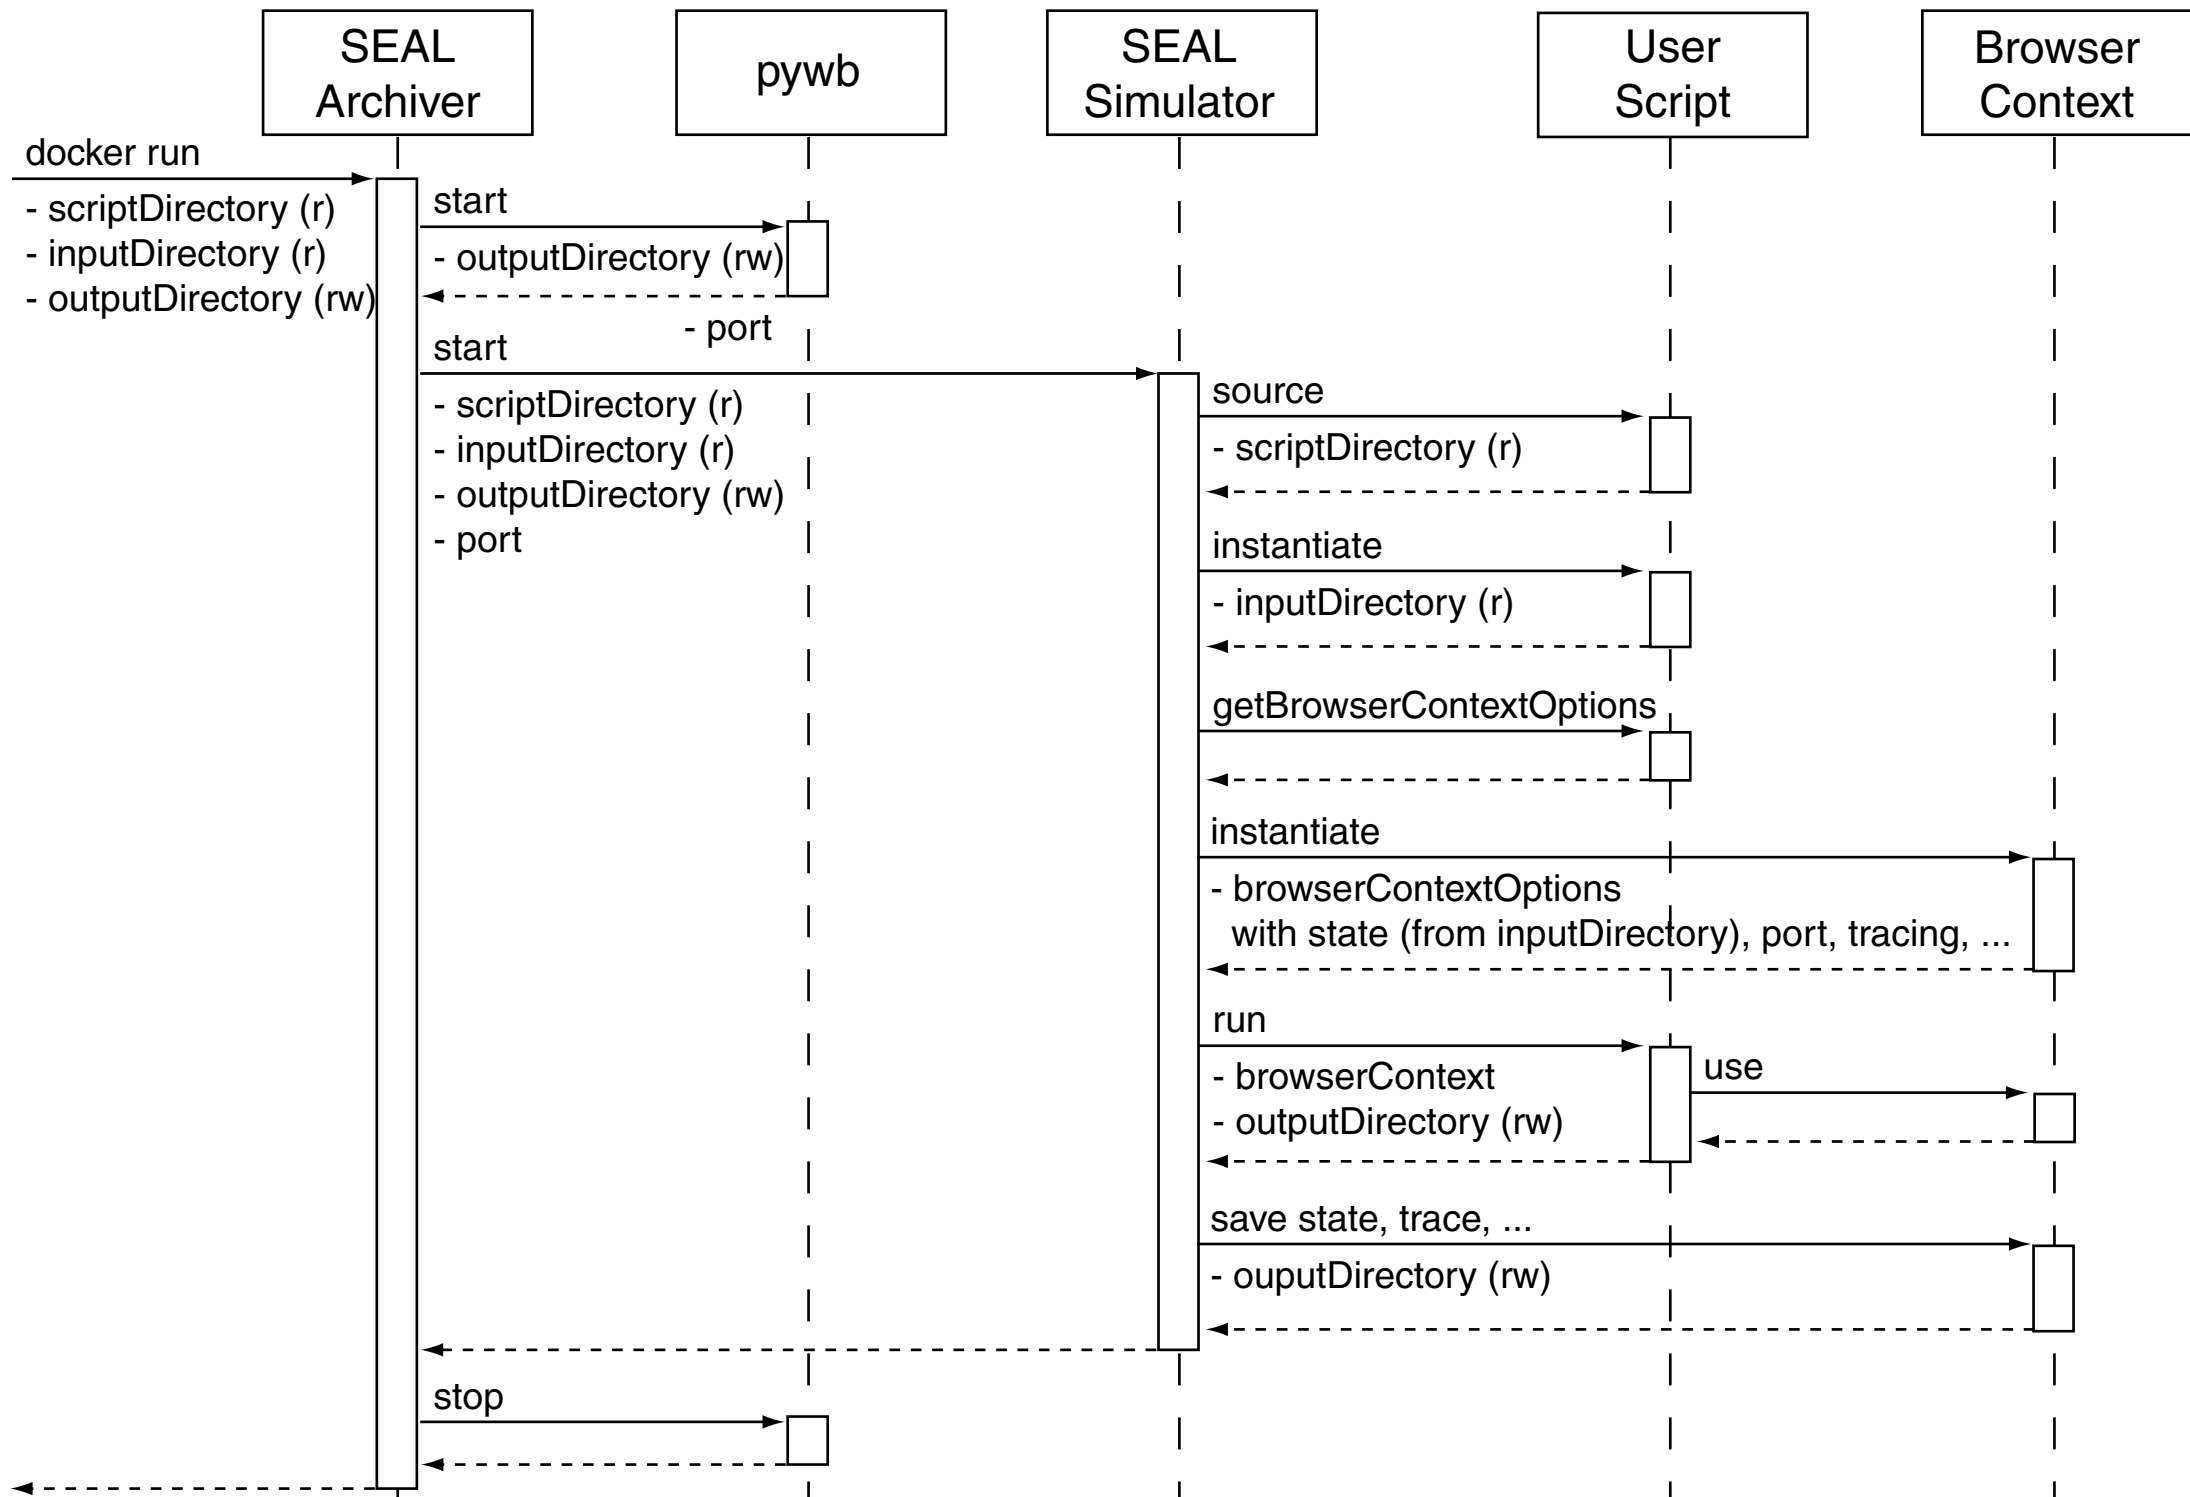 SEAL
Archiver
pywb
SEAL
Simulator
User
Script
Browser
Context
docker run
- scriptDirectory (r)
- inputDirectory (r)
- outputDirectory (rw)
start
- outputDirectory (rw)
- port
start
- scriptDirectory (r)
- inputDirectory (r)
- outputDirectory (rw)
- port
source
- scriptDirectory (r)
instantiate
- inputDirectory (r)
getBrowserContextOptions
instantiate
- browserContextOptions
with state (from inputDirectory), port, tracing, ...
run
- browserContext
- outputDirectory (rw)
use
save state, trace, ...
- ouputDirectory (rw)
stop